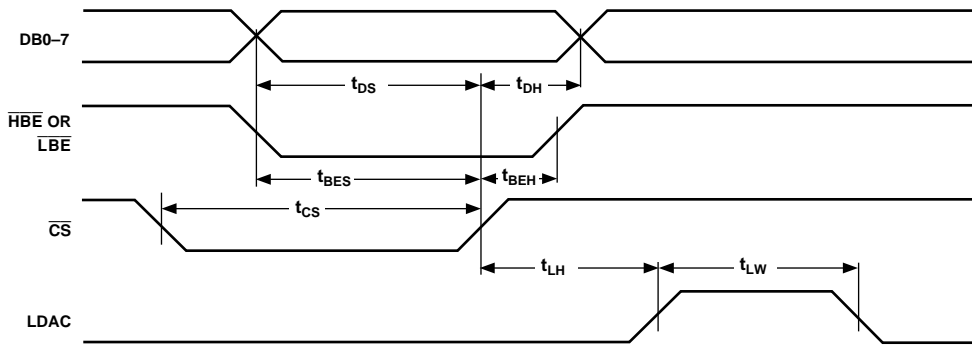 DB0–7
tDS
tDH
HBE OR
LBE
tBES
tBEH
tCS
CS
tLH
tLW
LDAC